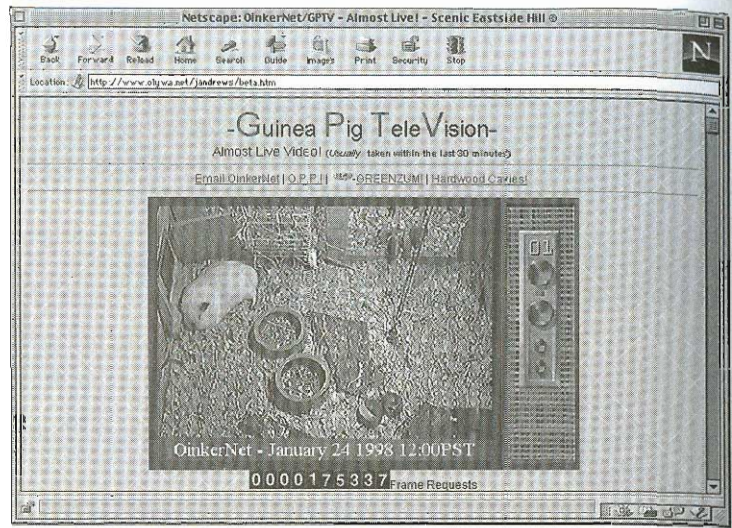 Netscape: OinkerNet/GPTV - Almost Live! - Scenic Eastside Hill
Back Forward Reload Home Search Guide Images Print Security Stop
N
Location: http://www.olywa.net/jandrews/beta.htm
-Guinea Pig TeleVision-
Almost Live Video! (Usually taken within the last 30 minutes)
Email OinkerNet | O.P.P.I | -GREENZUM! | Hardwood Cavies!
01
OinkerNet - January 24 1998 12:00PST
0000175337 Frame Requests